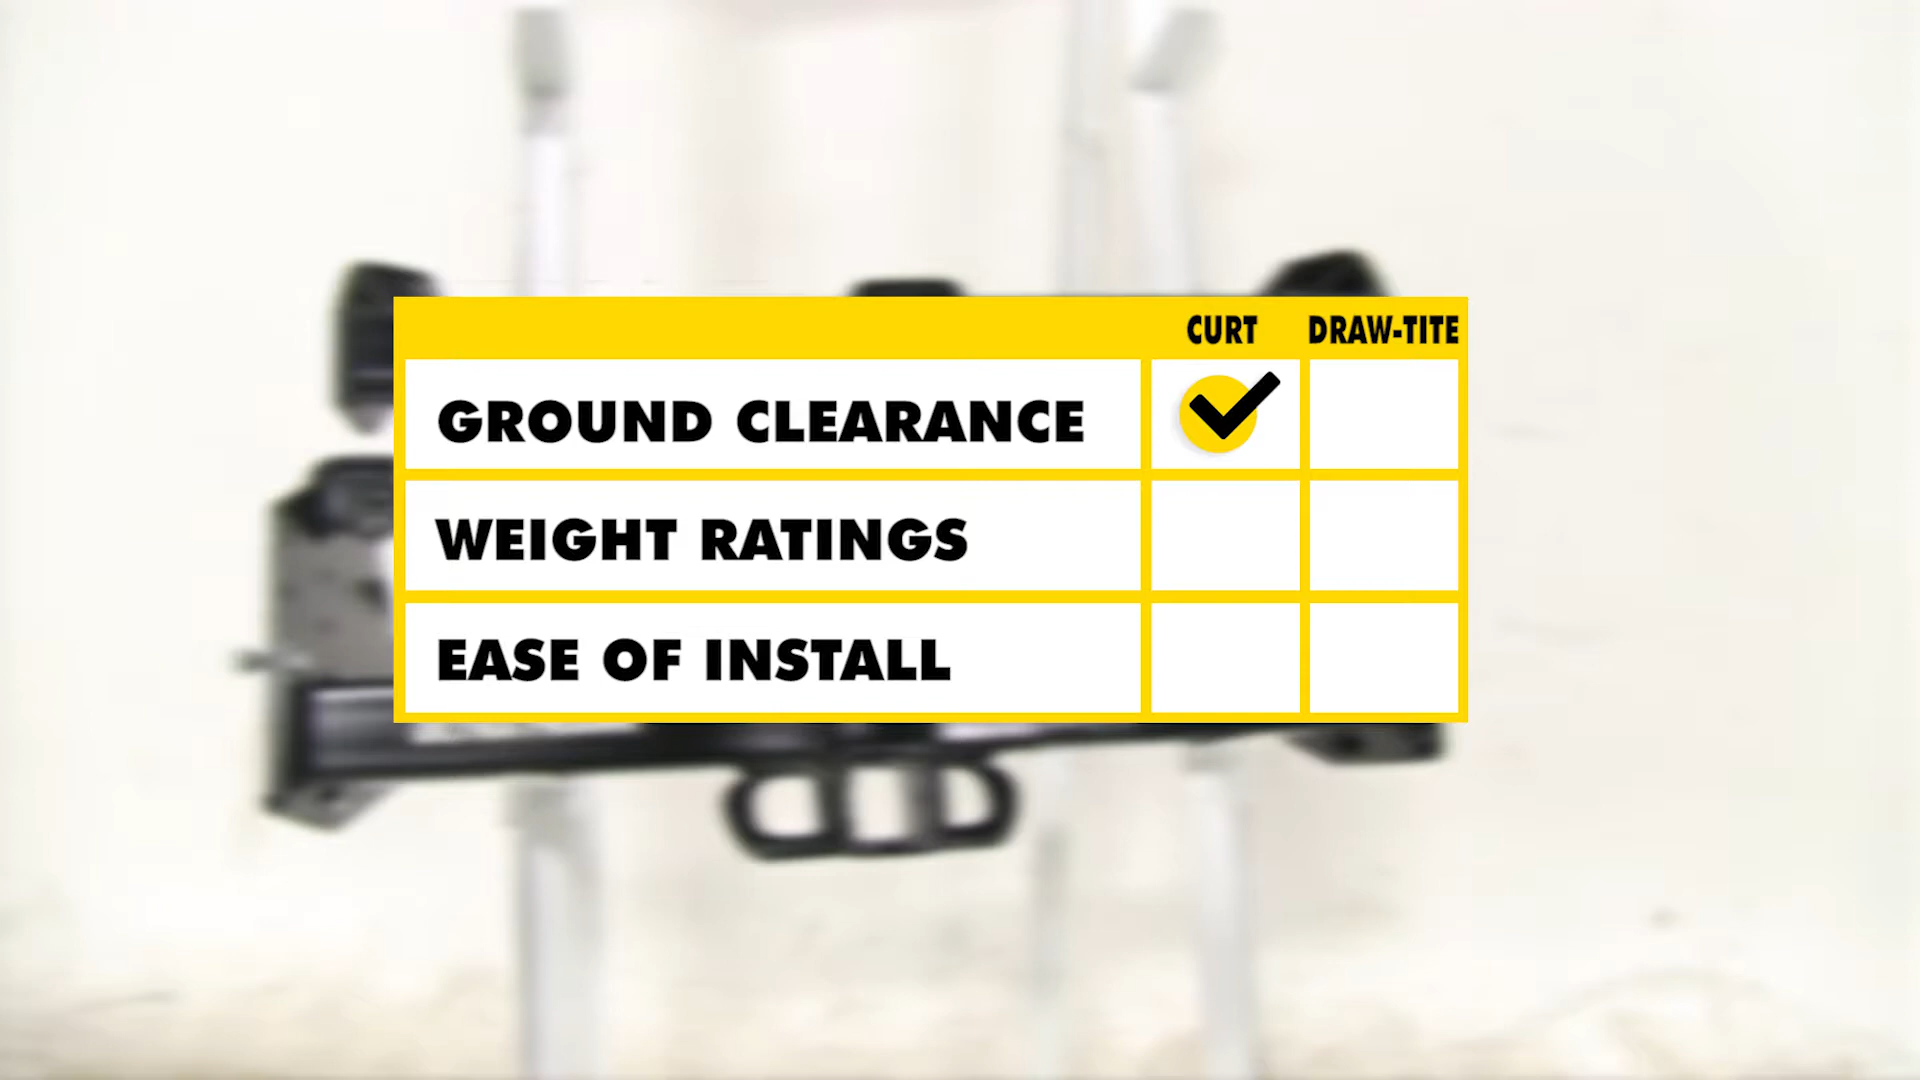 CURT DRAW-TITE
GROUND CLEARANCE
WEIGHT RATINGS
EASE OF INSTALL